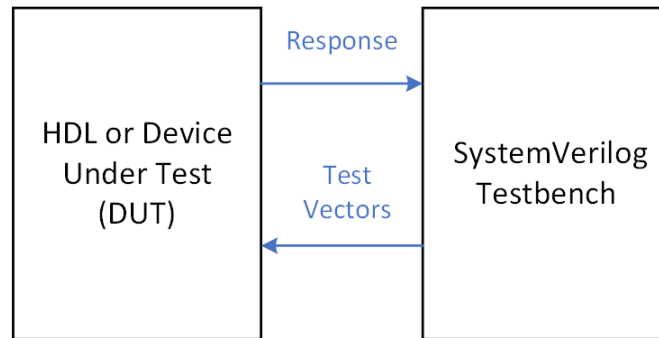 HDL or Device
Under Test
(DUT)
Response
Test
Vectors
SystemVerilog
Testbench